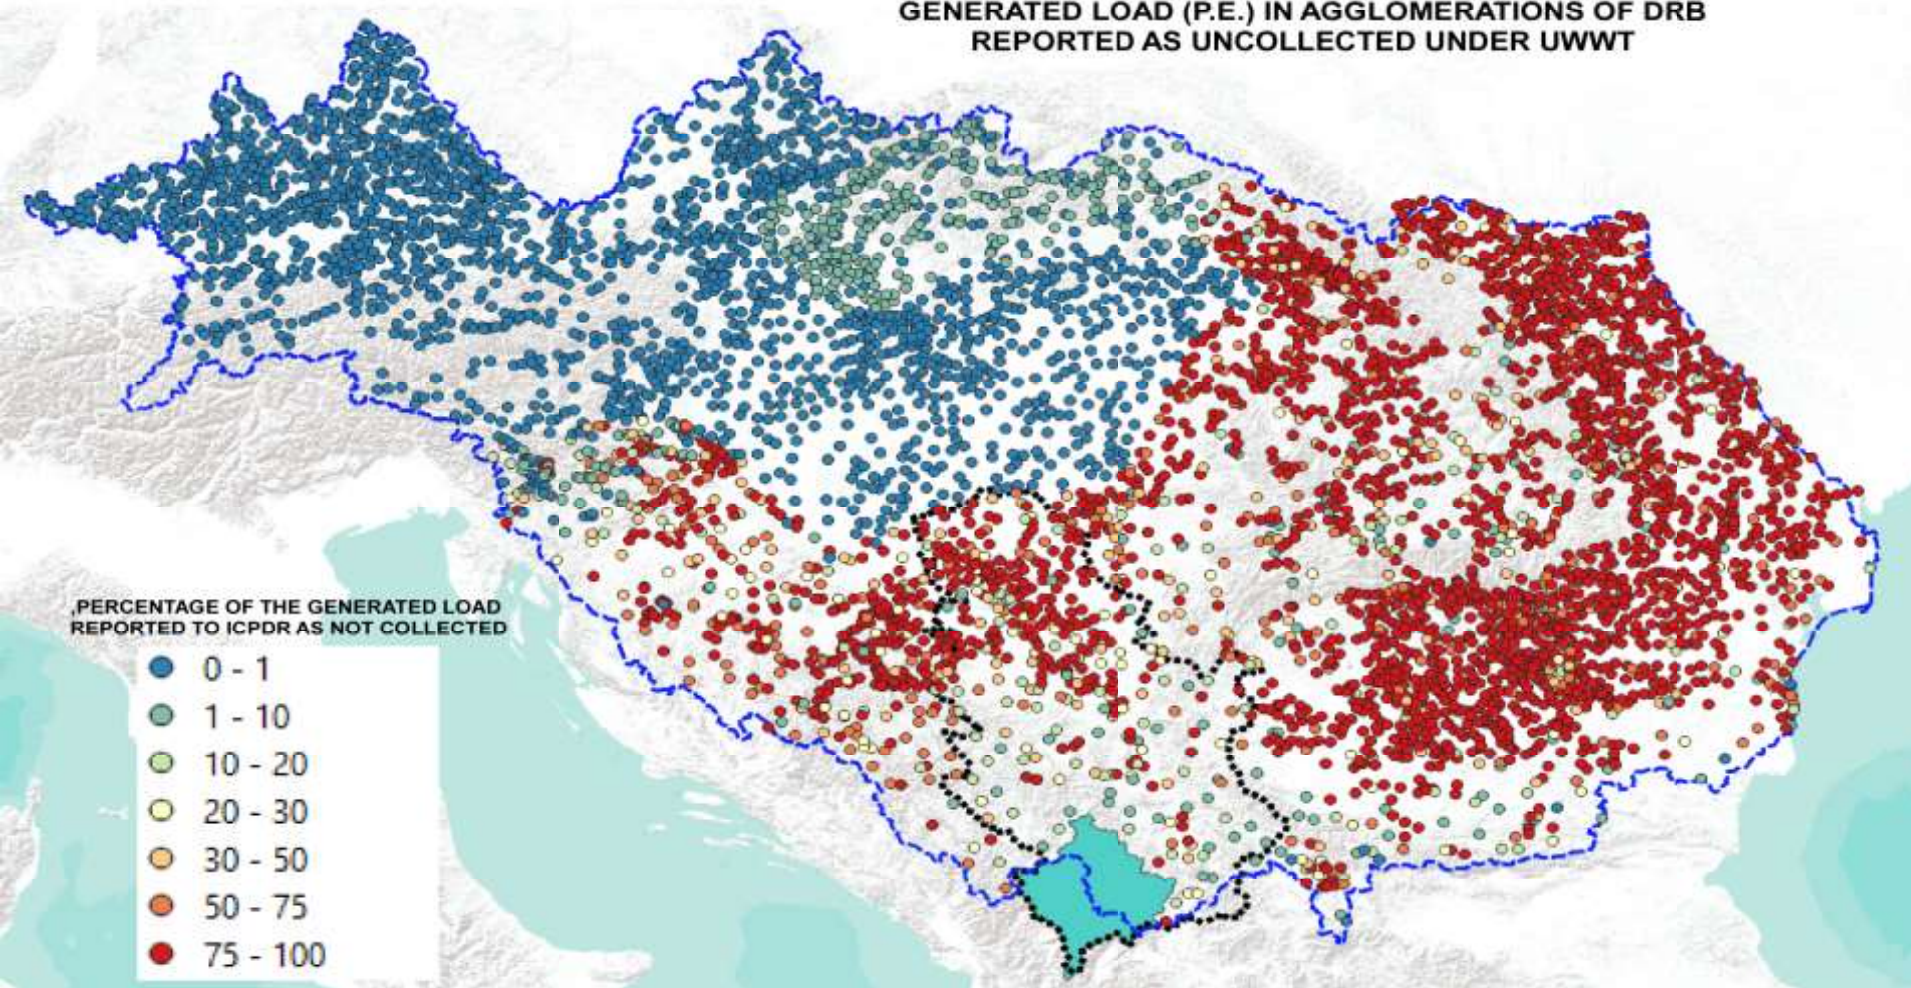 GENERATED LOAD (P.E.) IN AGGLOMERATIONS OF DRB
REPORTED AS UNCOLLECTED UNDER UWWT
,PERCENTAGE OF THE GENERATED LOAD
REPORTED TO ICPDR AS NOT COLLECTED
0 - 1
1 - 10
10 - 20
20 - 30
30 - 50
50 - 75
75 - 100